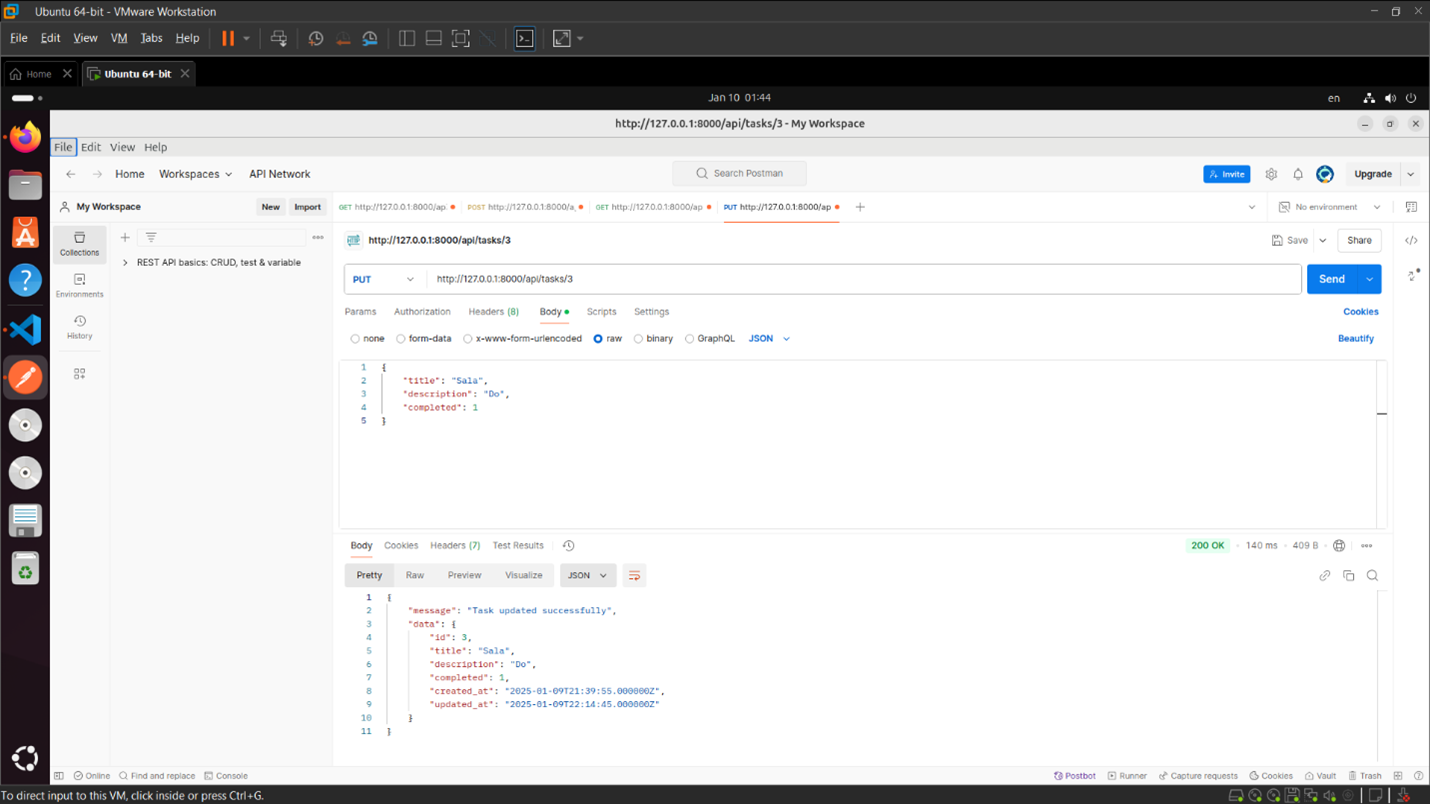 Ubuntu 64-bit - VMware Workstation
File Edit View VM Tabs Help
Home Ubuntu 64-bit
Jan 10 01:44 en
http://127.0.0.1:8000/api/tasks/3 - My Workspace
File Edit View Help
Home Workspaces API Network Search Postman Invite Upgrade
My Workspace New Import GET http://127.0.0.1:8000/ap POST http://127.0.0.1:8000/a GET http://127.0.0.1:8000/ap PUT http://127.0.0.1:8000/ap No environment
Collections
http://127.0.0.1:8000/api/tasks/3 Save Share
REST API basics: CRUD, test & variable
PUT http://127.0.0.1:8000/api/tasks/3 Send
Environments
Params Authorization Headers (8) Body Scripts Settings Cookies
History
none form-data x-www-form-urlencoded raw binary GraphQL JSON Beautify
1 {
2 "title": "Sala",
3 "description": "Do",
4 "completed": 1
5 }
Body Cookies Headers (7) Test Results 200 OK 140 ms 409 B
Pretty Raw Preview Visualize JSON
1 {
2 "message": "Task updated successfully",
3 "data": {
4 "id": 3,
5 "title": "Sala",
6 "description": "Do",
7 "completed": 1,
8 "created_at": "2025-01-09T21:39:55.000000Z",
9 "updated_at": "2025-01-09T22:14:45.000000Z"
10 }
11 }
Online Find and replace Console Postbot Runner Capture requests Cookies Vault Trash
To direct input to this VM, click inside or press Ctrl+G.